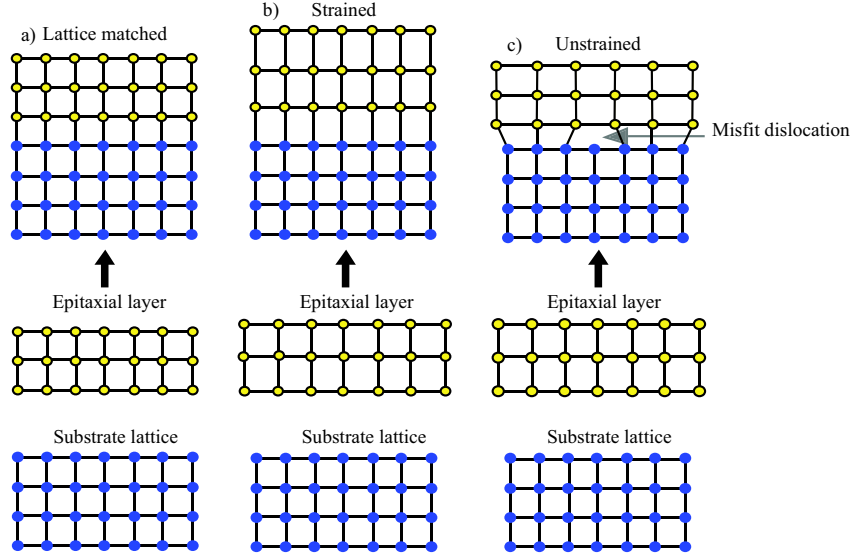 a) Lattice matched
b) Strained
c) Unstrained
Misfit dislocation
Epitaxial layer
Epitaxial layer
Epitaxial layer
Substrate lattice
Substrate lattice
Substrate lattice